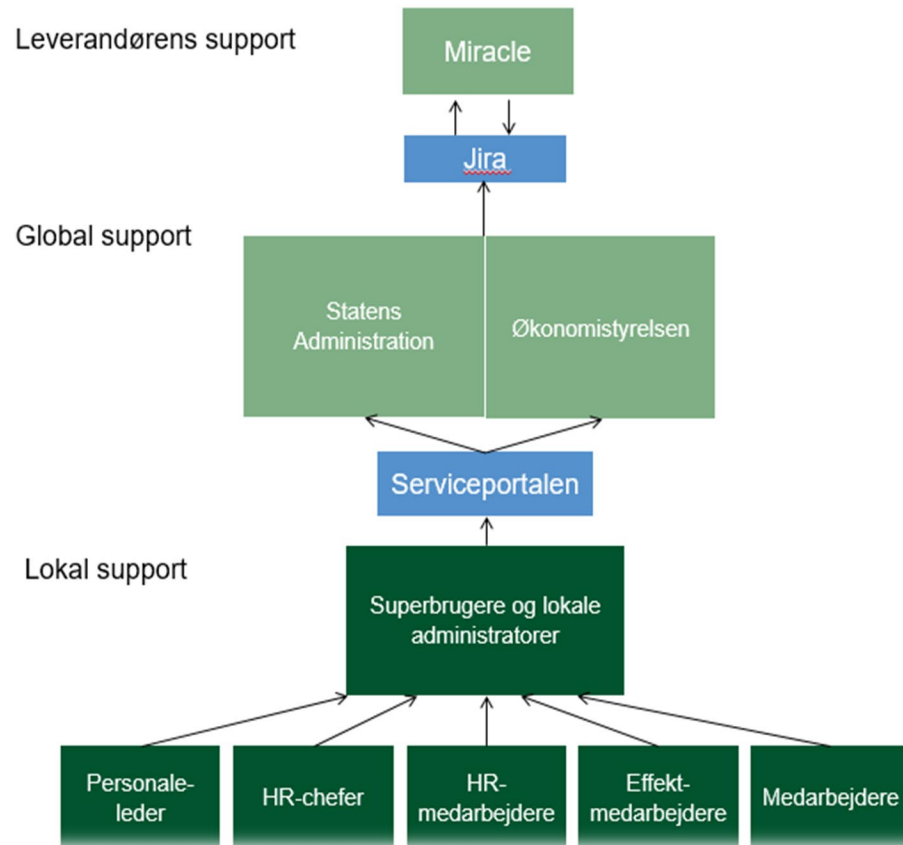 Leverandørens support
Miracle
Jira
Global support
Statens
Administration
Økonomistyrelsen
Serviceportalen
Lokal support
Superbrugere og lokale
administratorer
Personale-
leder
HR-chefer
HR-
medarbejdere
Effekt-
medarbejdere
Medarbejdere